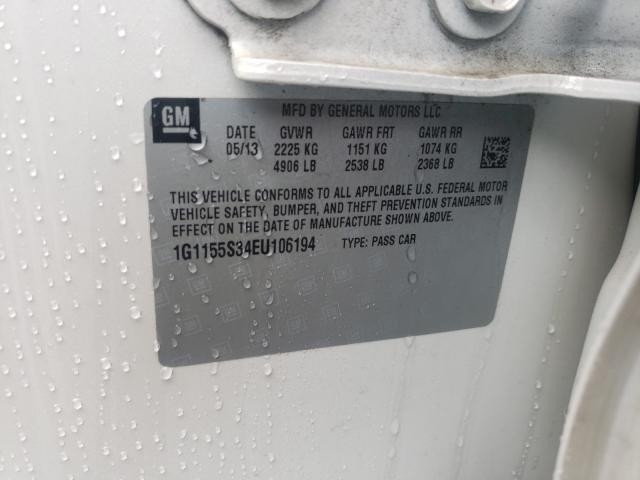 GM
MFD BY GENERAL MOTORS LLC
DATE GVWR GAWR FRT GAWR RR
05/13 2225 KG 1151 KG 1074 KG
4906 LB 2538 LB 2368 LB
THIS VEHICLE CONFORMS TO ALL APPLICABLE U.S. FEDERAL MOTOR
VEHICLE SAFETY, BUMPER, AND THEFT PREVENTION STANDARDS
IN EFFECT ON THE DATE OF MANUFACTURE SHOWN ABOVE.
1G1155S34EU106194 TYPE: PASS CAR